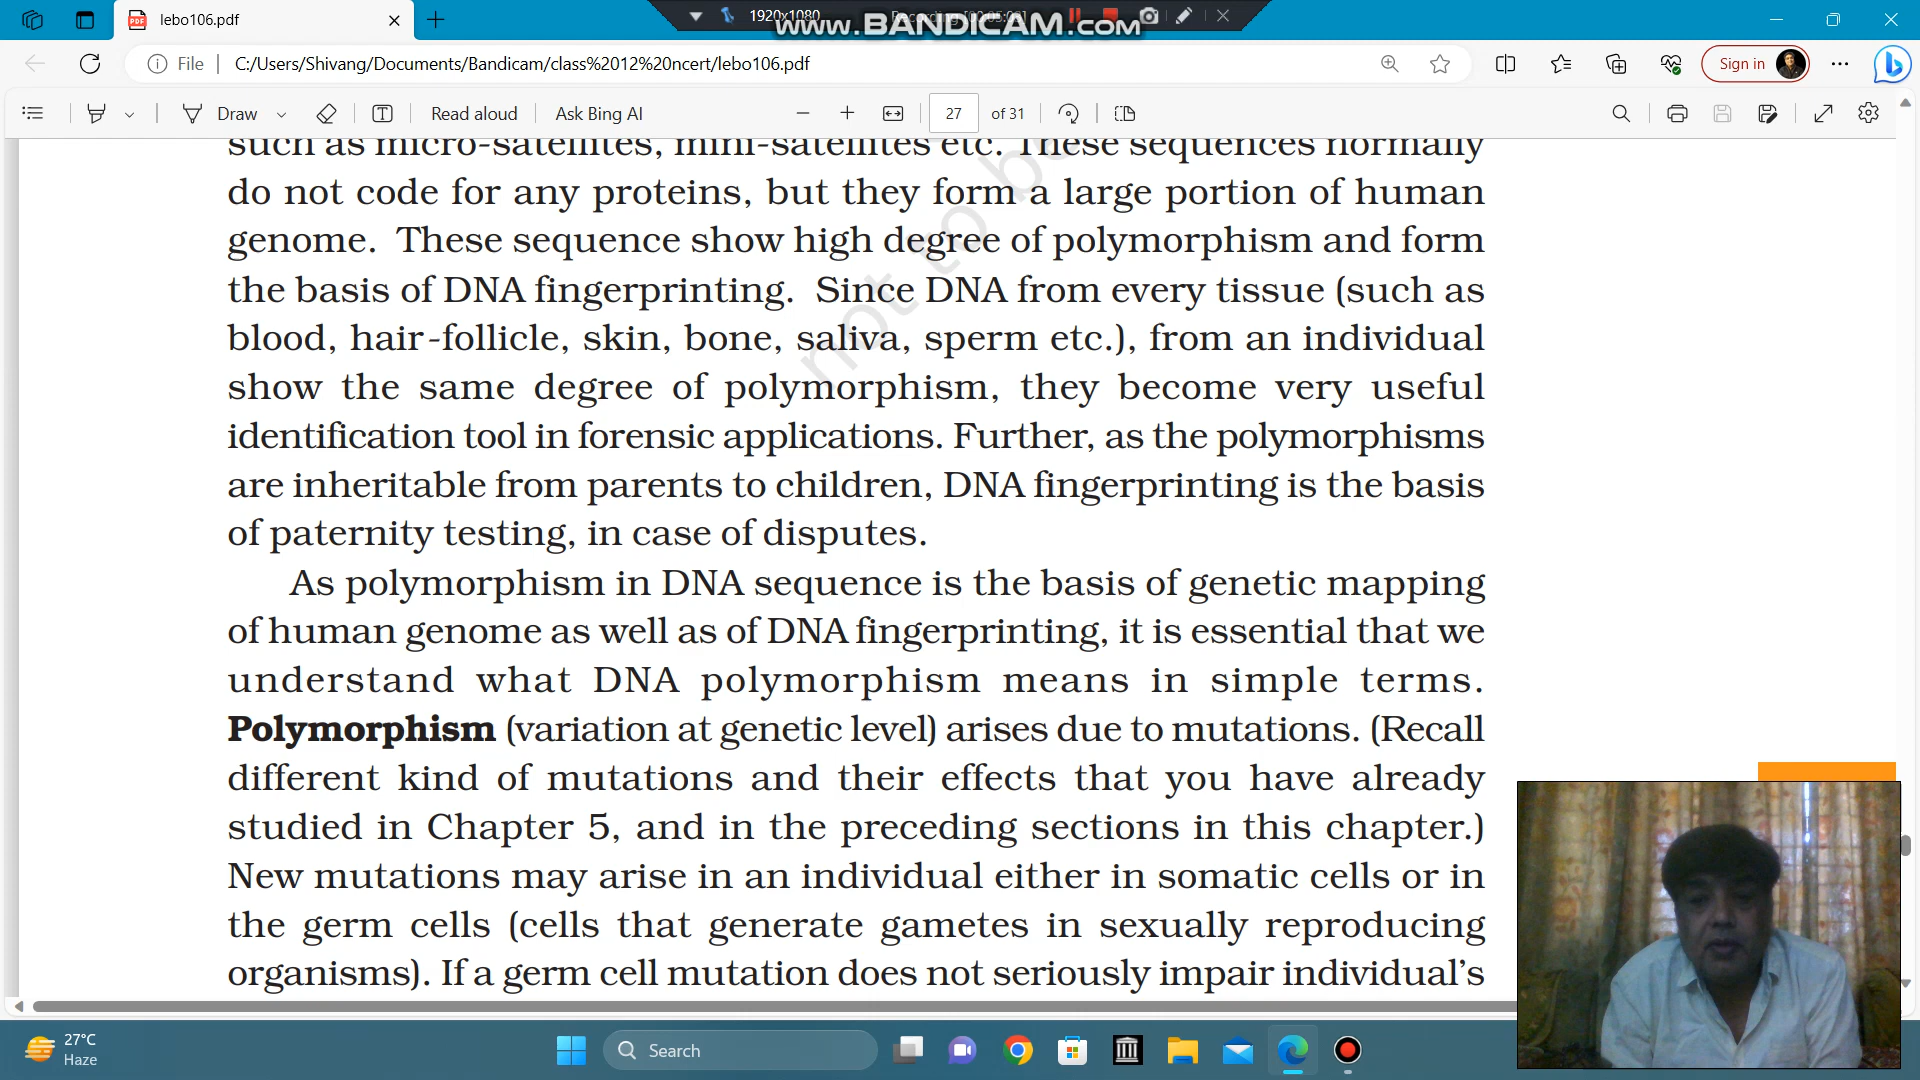 lebo106.pdf
1920x1080
Recording [00:05:09]
www.BANDICAM.com
File
C:/Users/Shivang/Documents/Bandicam/class%2012%20ncert/lebo106.pdf
Sign in
Draw
Read aloud
Ask Bing AI
27 of 31
such as micro-satellites, mini-satellites etc. These sequences normally
do not code for any proteins, but they form a large portion of human
genome. These sequence show high degree of polymorphism and form
the basis of DNA fingerprinting. Since DNA from every tissue (such as
blood, hair-follicle, skin, bone, saliva, sperm etc.), from an individual
show the same degree of polymorphism, they become very useful
identification tool in forensic applications. Further, as the polymorphisms
are inheritable from parents to children, DNA fingerprinting is the basis
of paternity testing, in case of disputes.
As polymorphism in DNA sequence is the basis of genetic mapping
of human genome as well as of DNA fingerprinting, it is essential that we
understand what DNA polymorphism means in simple terms.
Polymorphism (variation at genetic level) arises due to mutations. (Recall
different kind of mutations and their effects that you have already
studied in Chapter 5, and in the preceding sections in this chapter.)
New mutations may arise in an individual either in somatic cells or in
the germ cells (cells that generate gametes in sexually reproducing
organisms). If a germ cell mutation does not seriously impair individual's
not to be
27°C
Haze
Search